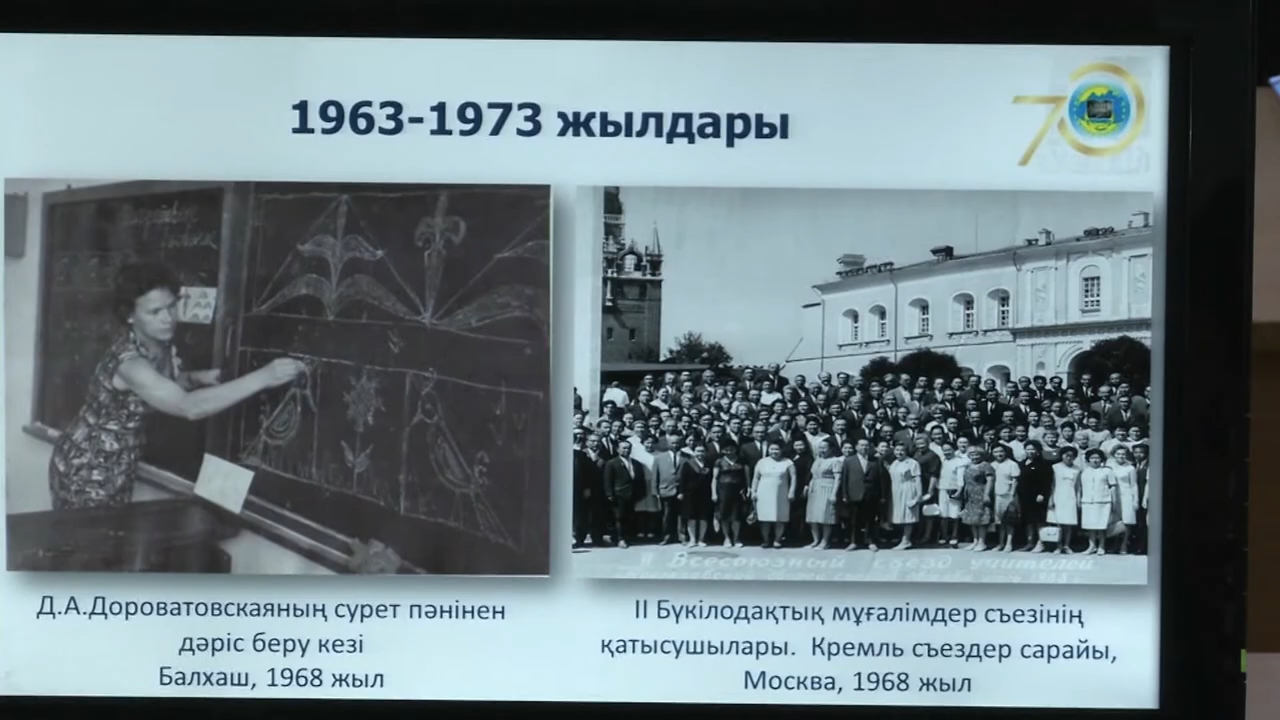 1963-1973 жылдары
70
II Всесоюзный съезд учителей
Д.А.Дороватовскаяның сурет пәнінен
дәріс беру кезі
Балхаш, 1968 жыл
II Бүкілодақтық мұғалімдер съезінің
қатысушылары. Кремль съездер сарайы,
Москва, 1968 жыл